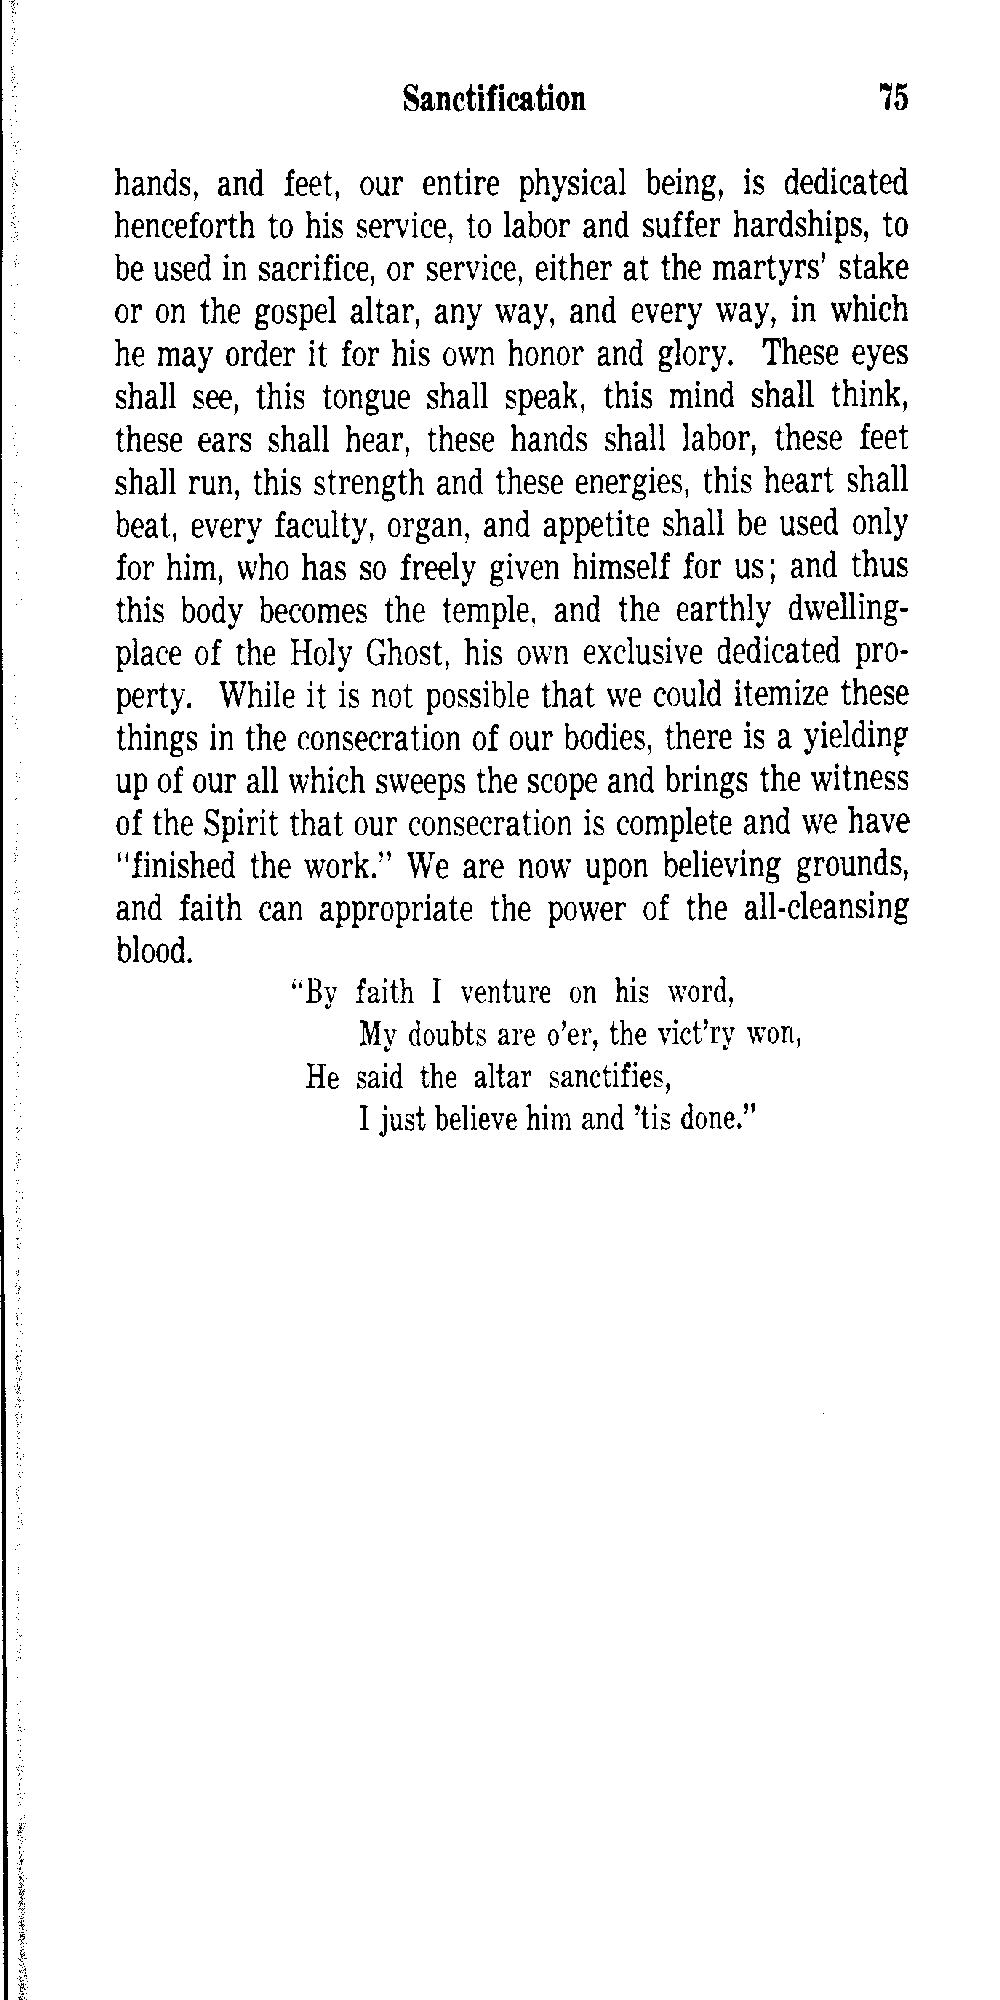 Sanctification 75
hands, and feet, our entire physical being, is dedicated
henceforth to his service, to labor and suffer hardships, to
be used in sacrifice, or service, either at the martyrs' stake
or on the gospel altar, any way, and every way, in which
he may order it for his own honor and glory. These eyes
shall see, this tongue shall speak, this mind shall think,
these ears shall hear, these hands shall labor, these feet
shall run, this strength and these energies, this heart shall
beat, every faculty, organ, and appetite shall be used only
for him, who has so freely given himself for us; and thus
this body becomes the temple, and the earthly dwelling-
place of the Holy Ghost, his own exclusive dedicated pro-
perty. While it is not possible that we could itemize these
things in the consecration of our bodies, there is a yielding
up of our all which sweeps the scope and brings the witness
of the Spirit that our consecration is complete and we have
"finished the work." We are now upon believing grounds,
and faith can appropriate the power of the all-cleansing
blood.
"By faith I venture on his word,
My doubts are o'er, the vict'ry won,
He said the altar sanctifies,
I just believe him and 'tis done."